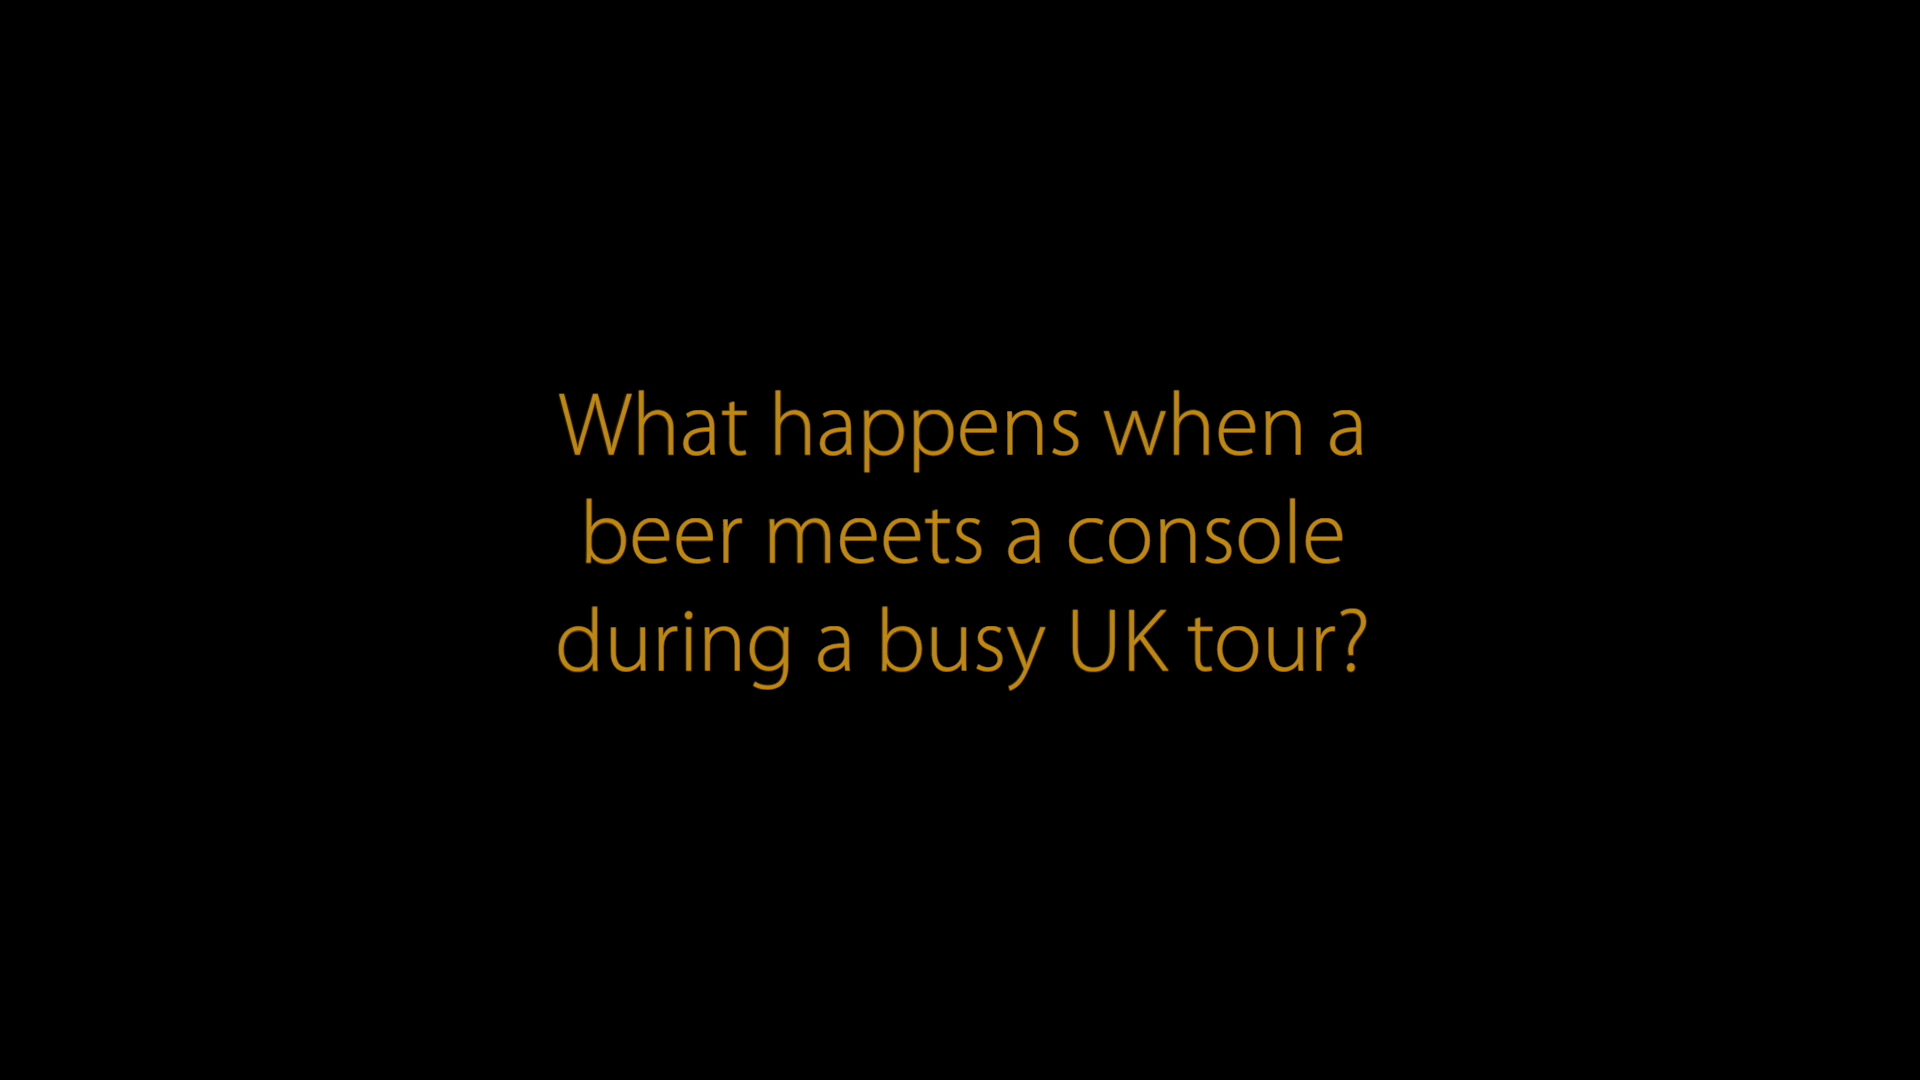 What happens when a
beer meets a console
during a busy UK tour?